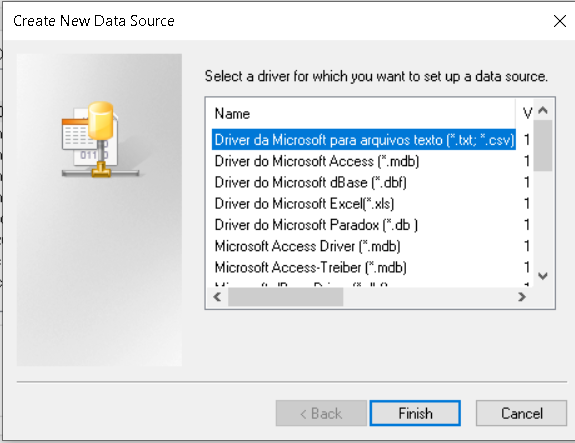 Create New Data Source
Select a driver for which you want to set up a data source.
Name V
Driver da Microsoft para arquivos texto (*.txt; *.csv) 1
Driver do Microsoft Access (*.mdb) 1
Driver do Microsoft dBase (*.dbf) 1
Driver do Microsoft Excel(*.xls) 1
Driver do Microsoft Paradox (*.db ) 1
Microsoft Access Driver (*.mdb) 1
Microsoft Access-Treiber (*.mdb) 1
< Back Finish Cancel